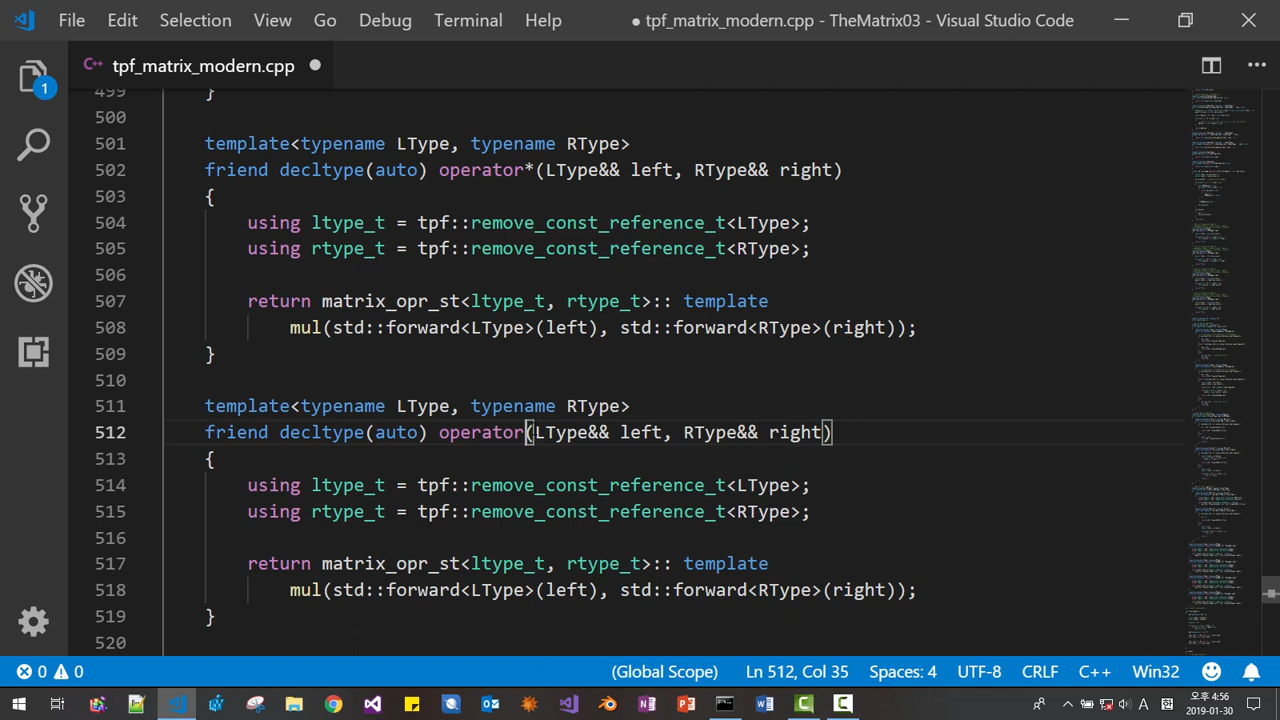 File Edit Selection View Go Debug Terminal Help ● tpf_matrix_modern.cpp - TheMatrix03 - Visual Studio Code
1
C++ tpf_matrix_modern.cpp
499 }
500
501 template<typename LType, typename RType>
502 friend decltype(auto) operator*(LType&& left, RType&& right)
503 {
504 using ltype_t = tpf::remove_const_reference_t<LType>;
505 using rtype_t = tpf::remove_const_reference_t<RType>;
506
507 return matrix_opr_st<ltype_t, rtype_t>:: template
508 mul(std::forward<LType>(left), std::forward<RType>(right));
509 }
510
511 template<typename LType, typename RType>
512 friend decltype(auto) operator(LType&& left, RType&& right)
513 {
514 using ltype_t = tpf::remove_const_reference_t<LType>;
515 using rtype_t = tpf::remove_const_reference_t<RType>;
516
517 return matrix_opr_st<ltype_t, rtype_t>:: template
518 mul(std::forward<LType>(left), std::forward<RType>(right));
519 }
520
0 0 (Global Scope) Ln 512, Col 35 Spaces: 4 UTF-8 CRLF C++ Win32
A 오후 4:56
2019-01-30